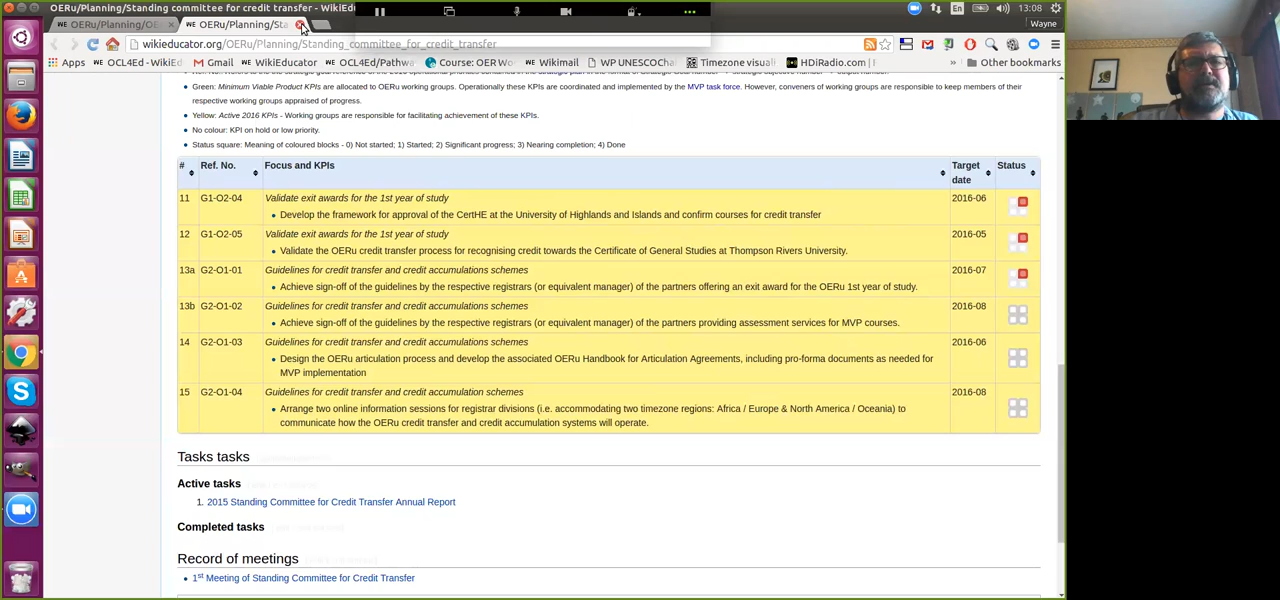 OERu/Planning/Standing committee for credit transfer - WikiEd
13:08
En
WE OERu/Planning/OE
WE OERu/Planning/Sta
Wayne
wikieducator.org/OERu/Planning/Standing_committee_for_credit_transfer
Apps
WE OCL4Ed - WikiEd
Gmail
WE WikiEducator
WE OCL4Ed/Pathw
Course: OER Wo
WE Wikimail
WP UNESCOChai
Timezone visuali
HDiRadio.com |
»
Other bookmarks
Green: Minimum Viable Product KPIs are allocated to OERu working groups. Operationally these KPIs are coordinated and implemented by the MVP task force. However, conveners of working groups are responsible to keep members of their
respective working groups appraised of progress.
Yellow: Active 2016 KPIs - Working groups are responsible for facilitating achievement of these KPIs.
No colour: KPI on hold or low priority.
Status square: Meaning of coloured blocks - 0) Not started; 1) Started; 2) Significant progress; 3) Nearing completion; 4) Done
# Ref. No. Focus and KPIs Target date Status
11 G1-O2-04 Validate exit awards for the 1st year of study 2016-06
Develop the framework for approval of the CertHE at the University of Highlands and Islands and confirm courses for credit transfer
12 G1-O2-05 Validate exit awards for the 1st year of study 2016-05
Validate the OERu credit transfer process for recognising credit towards the Certificate of General Studies at Thompson Rivers University.
13a G2-O1-01 Guidelines for credit transfer and credit accumulations schemes 2016-07
Achieve sign-off of the guidelines by the respective registrars (or equivalent manager) of the partners offering an exit award for the OERu 1st year of study.
13b G2-O1-02 Guidelines for credit transfer and credit accumulations schemes 2016-08
Achieve sign-off of the guidelines by the respective registrars (or equivalent manager) of the partners providing assessment services for MVP courses.
14 G2-O1-03 Guidelines for credit transfer and credit accumulations schemes 2016-06
Design the OERu articulation process and develop the associated OERu Handbook for Articulation Agreements, including pro-forma documents as needed for
MVP implementation
15 G2-O1-04 Guidelines for credit transfer and credit accumulation schemes 2016-08
Arrange two online information sessions for registrar divisions (i.e. accommodating two timezone regions: Africa / Europe & North America / Oceania) to
communicate how the OERu credit transfer and credit accumulation systems will operate.
Tasks tasks
Active tasks
1. 2015 Standing Committee for Credit Transfer Annual Report
Completed tasks
Record of meetings
1st Meeting of Standing Committee for Credit Transfer